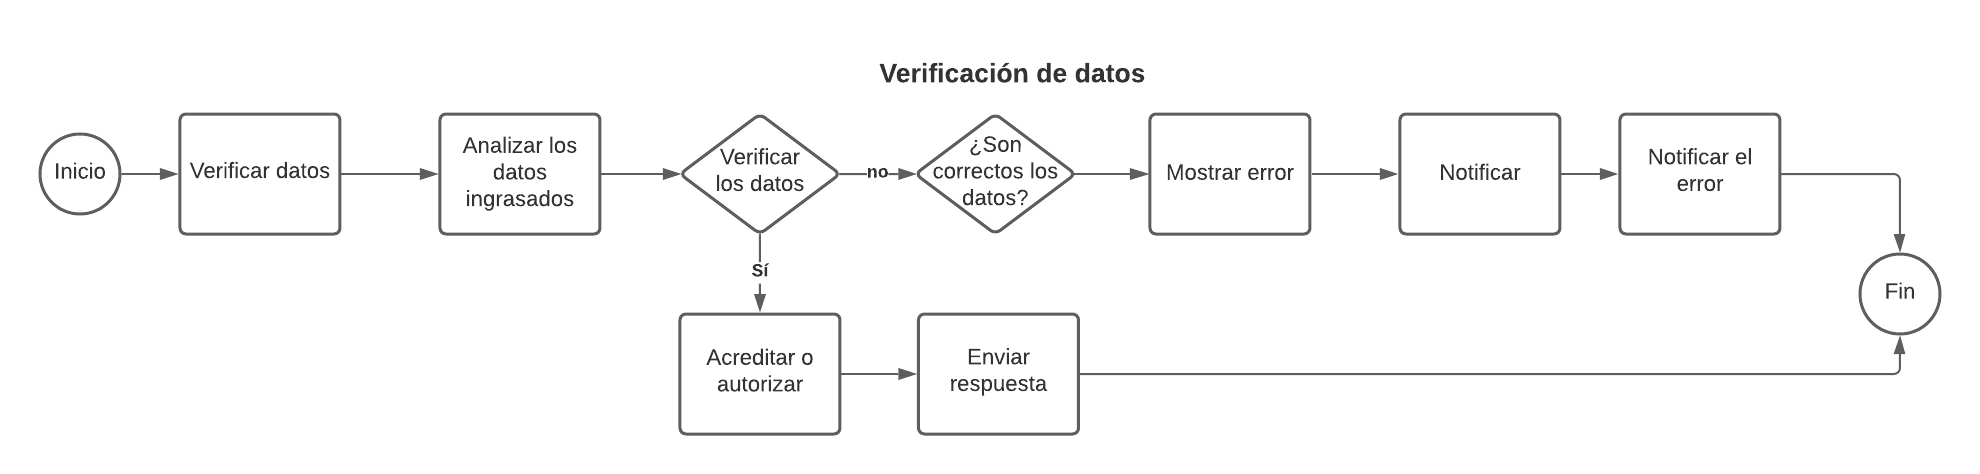 Verificación de datos
Inicio
Verificar datos
Analizar los
datos
ingrasados
Verificar
los datos
no
¿Son
correctos los
datos?
Mostrar error
Notificar
Notificar el
error
Sí
Fin
Acreditar o
autorizar
Enviar
respuesta